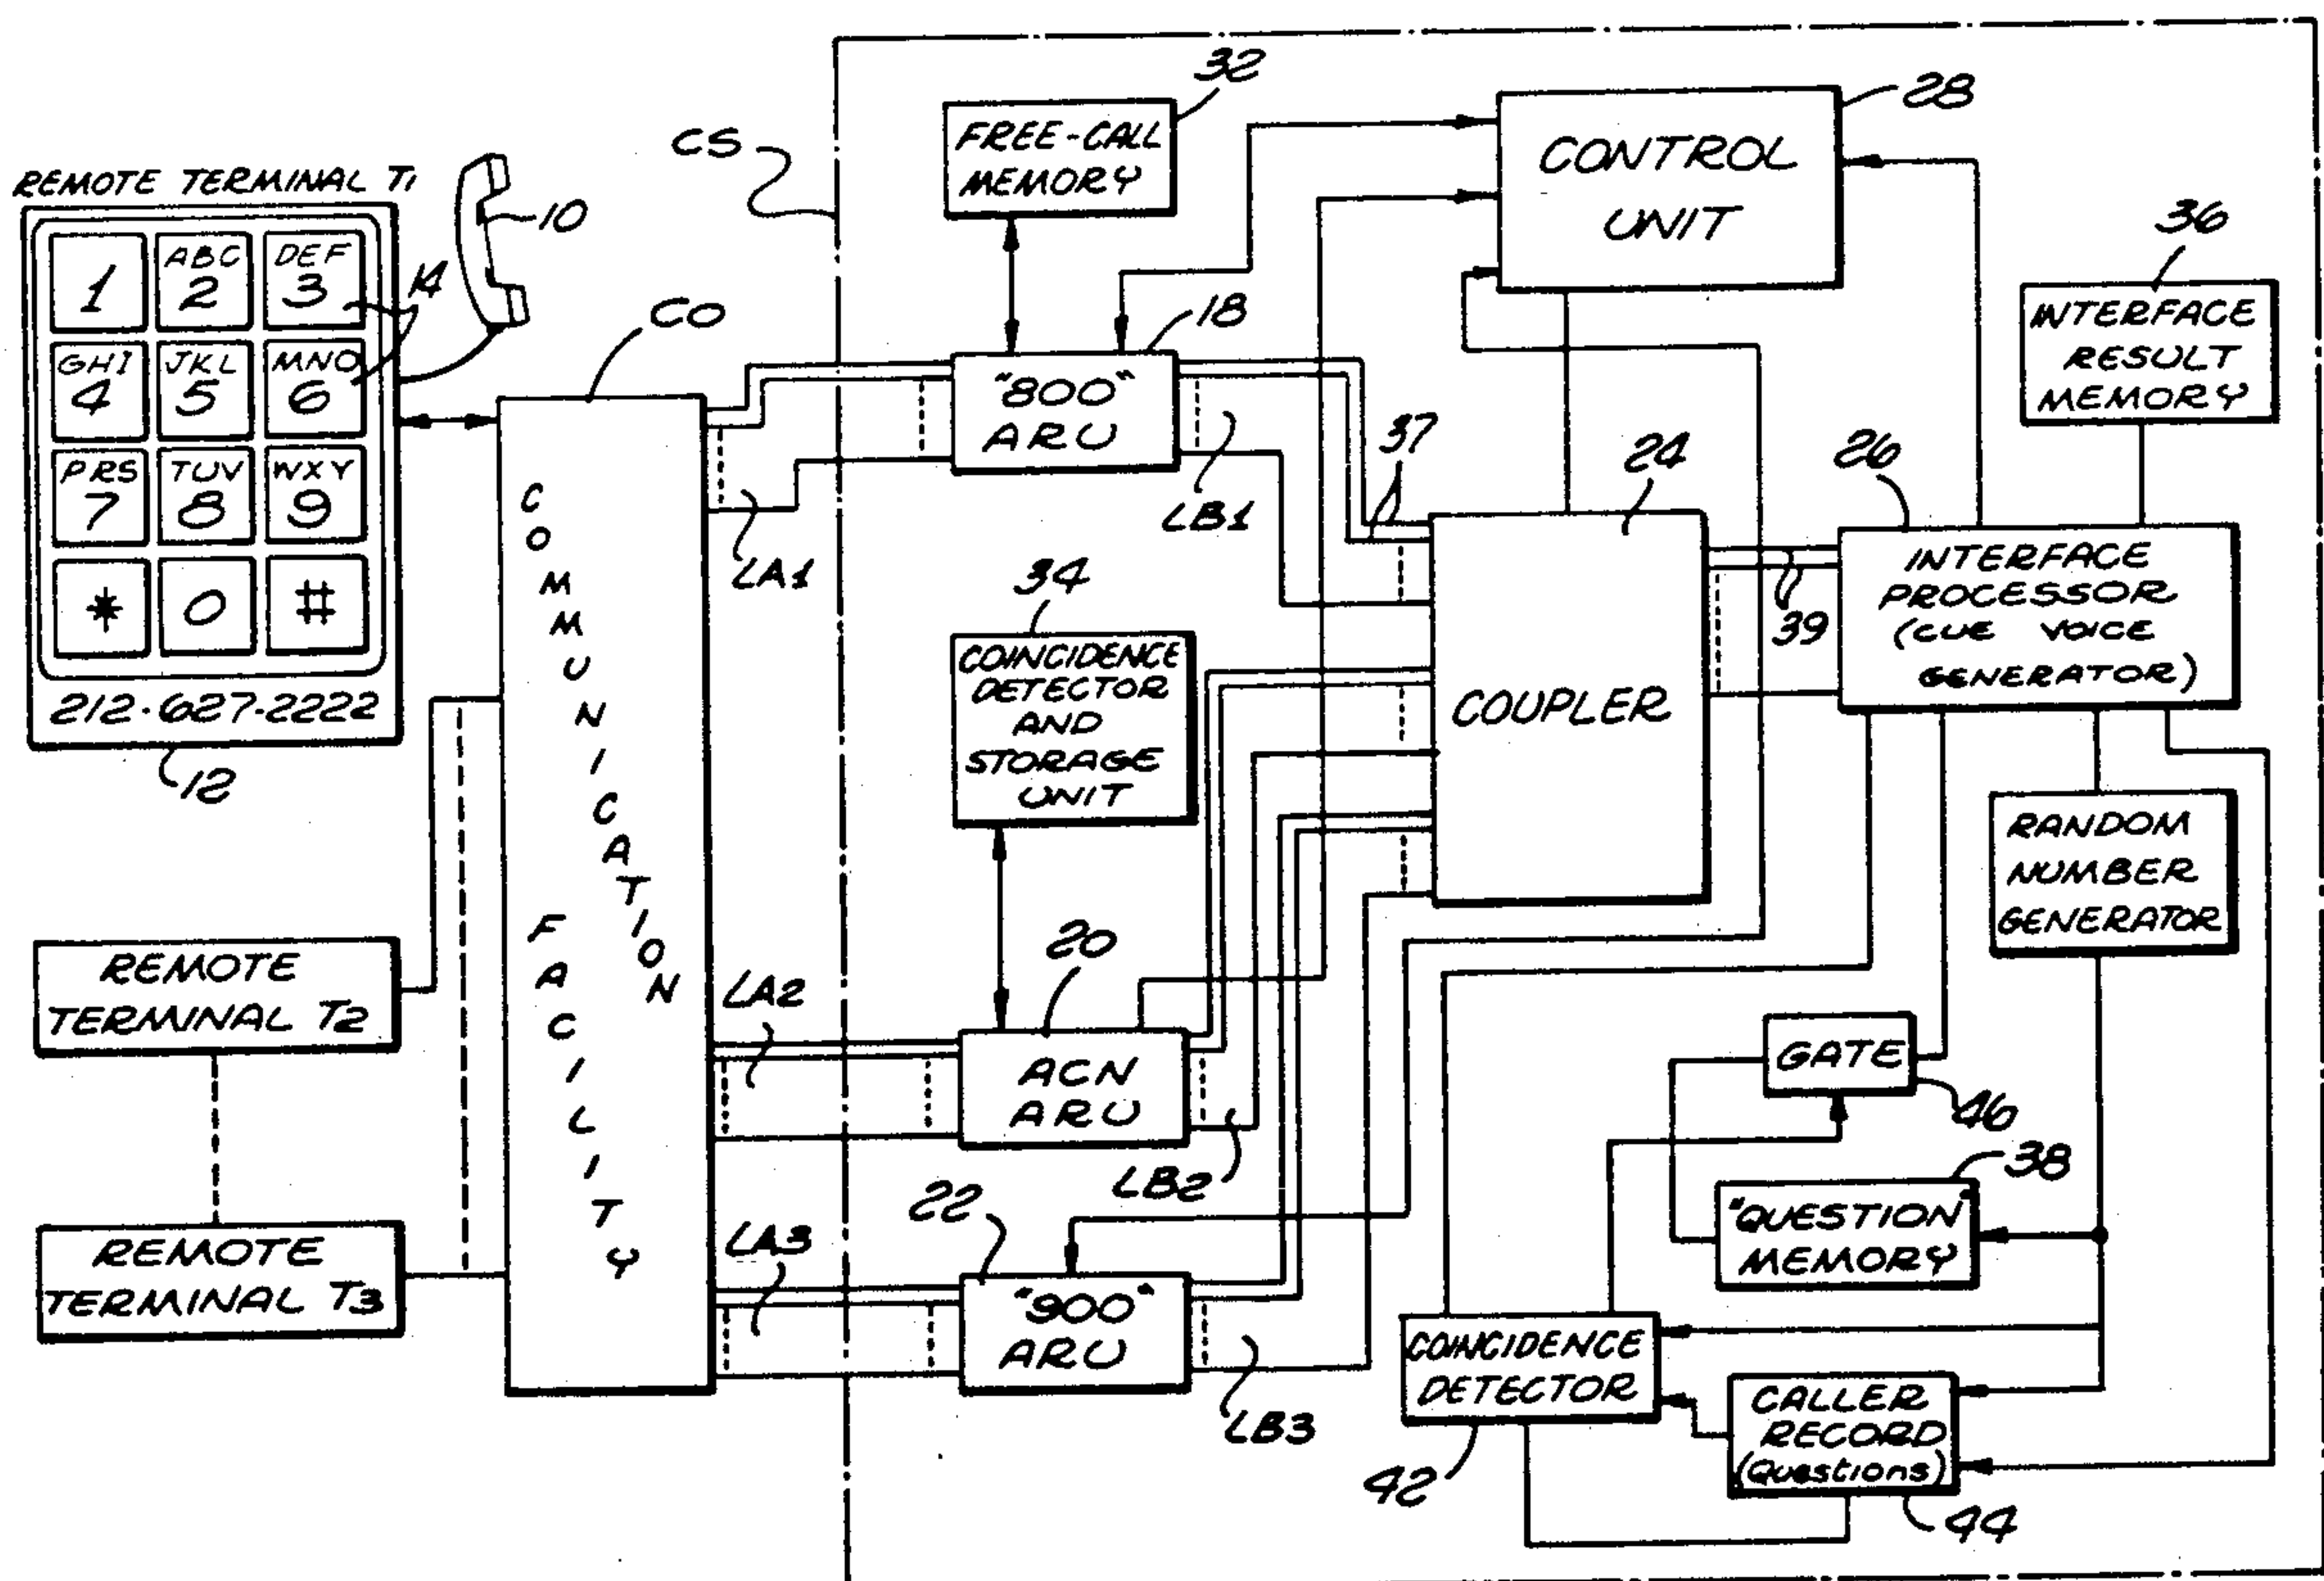 REMOTE TERMINAL T1
10
1
ABC
2
DEF
3
14
GHI
4
JKL
5
MNO
6
PRS
7
TUV
8
WXY
9
*
0
#
212-627-2222
12
REMOTE
TERMINAL T2
REMOTE
TERMINAL T3
CO
COMMUNICATION
FACILITY
LA1
LA2
LA3
CS
32
FREE-CALL
MEMORY
18
"800"
ARU
LB1
34
COINCIDENCE
DETECTOR
AND
STORAGE
UNIT
20
ACN
ARU
LB2
22
"900"
ARU
LB3
28
CONTROL
UNIT
37
24
COUPLER
39
36
INTERFACE
RESULT
MEMORY
26
INTERFACE
PROCESSOR
(CUE VOICE
GENERATOR)
RANDOM
NUMBER
GENERATOR
GATE
46
38
"QUESTION"
MEMORY
COINCIDENCE
DETECTOR
42
CALLER
RECORD
(Questions)
44